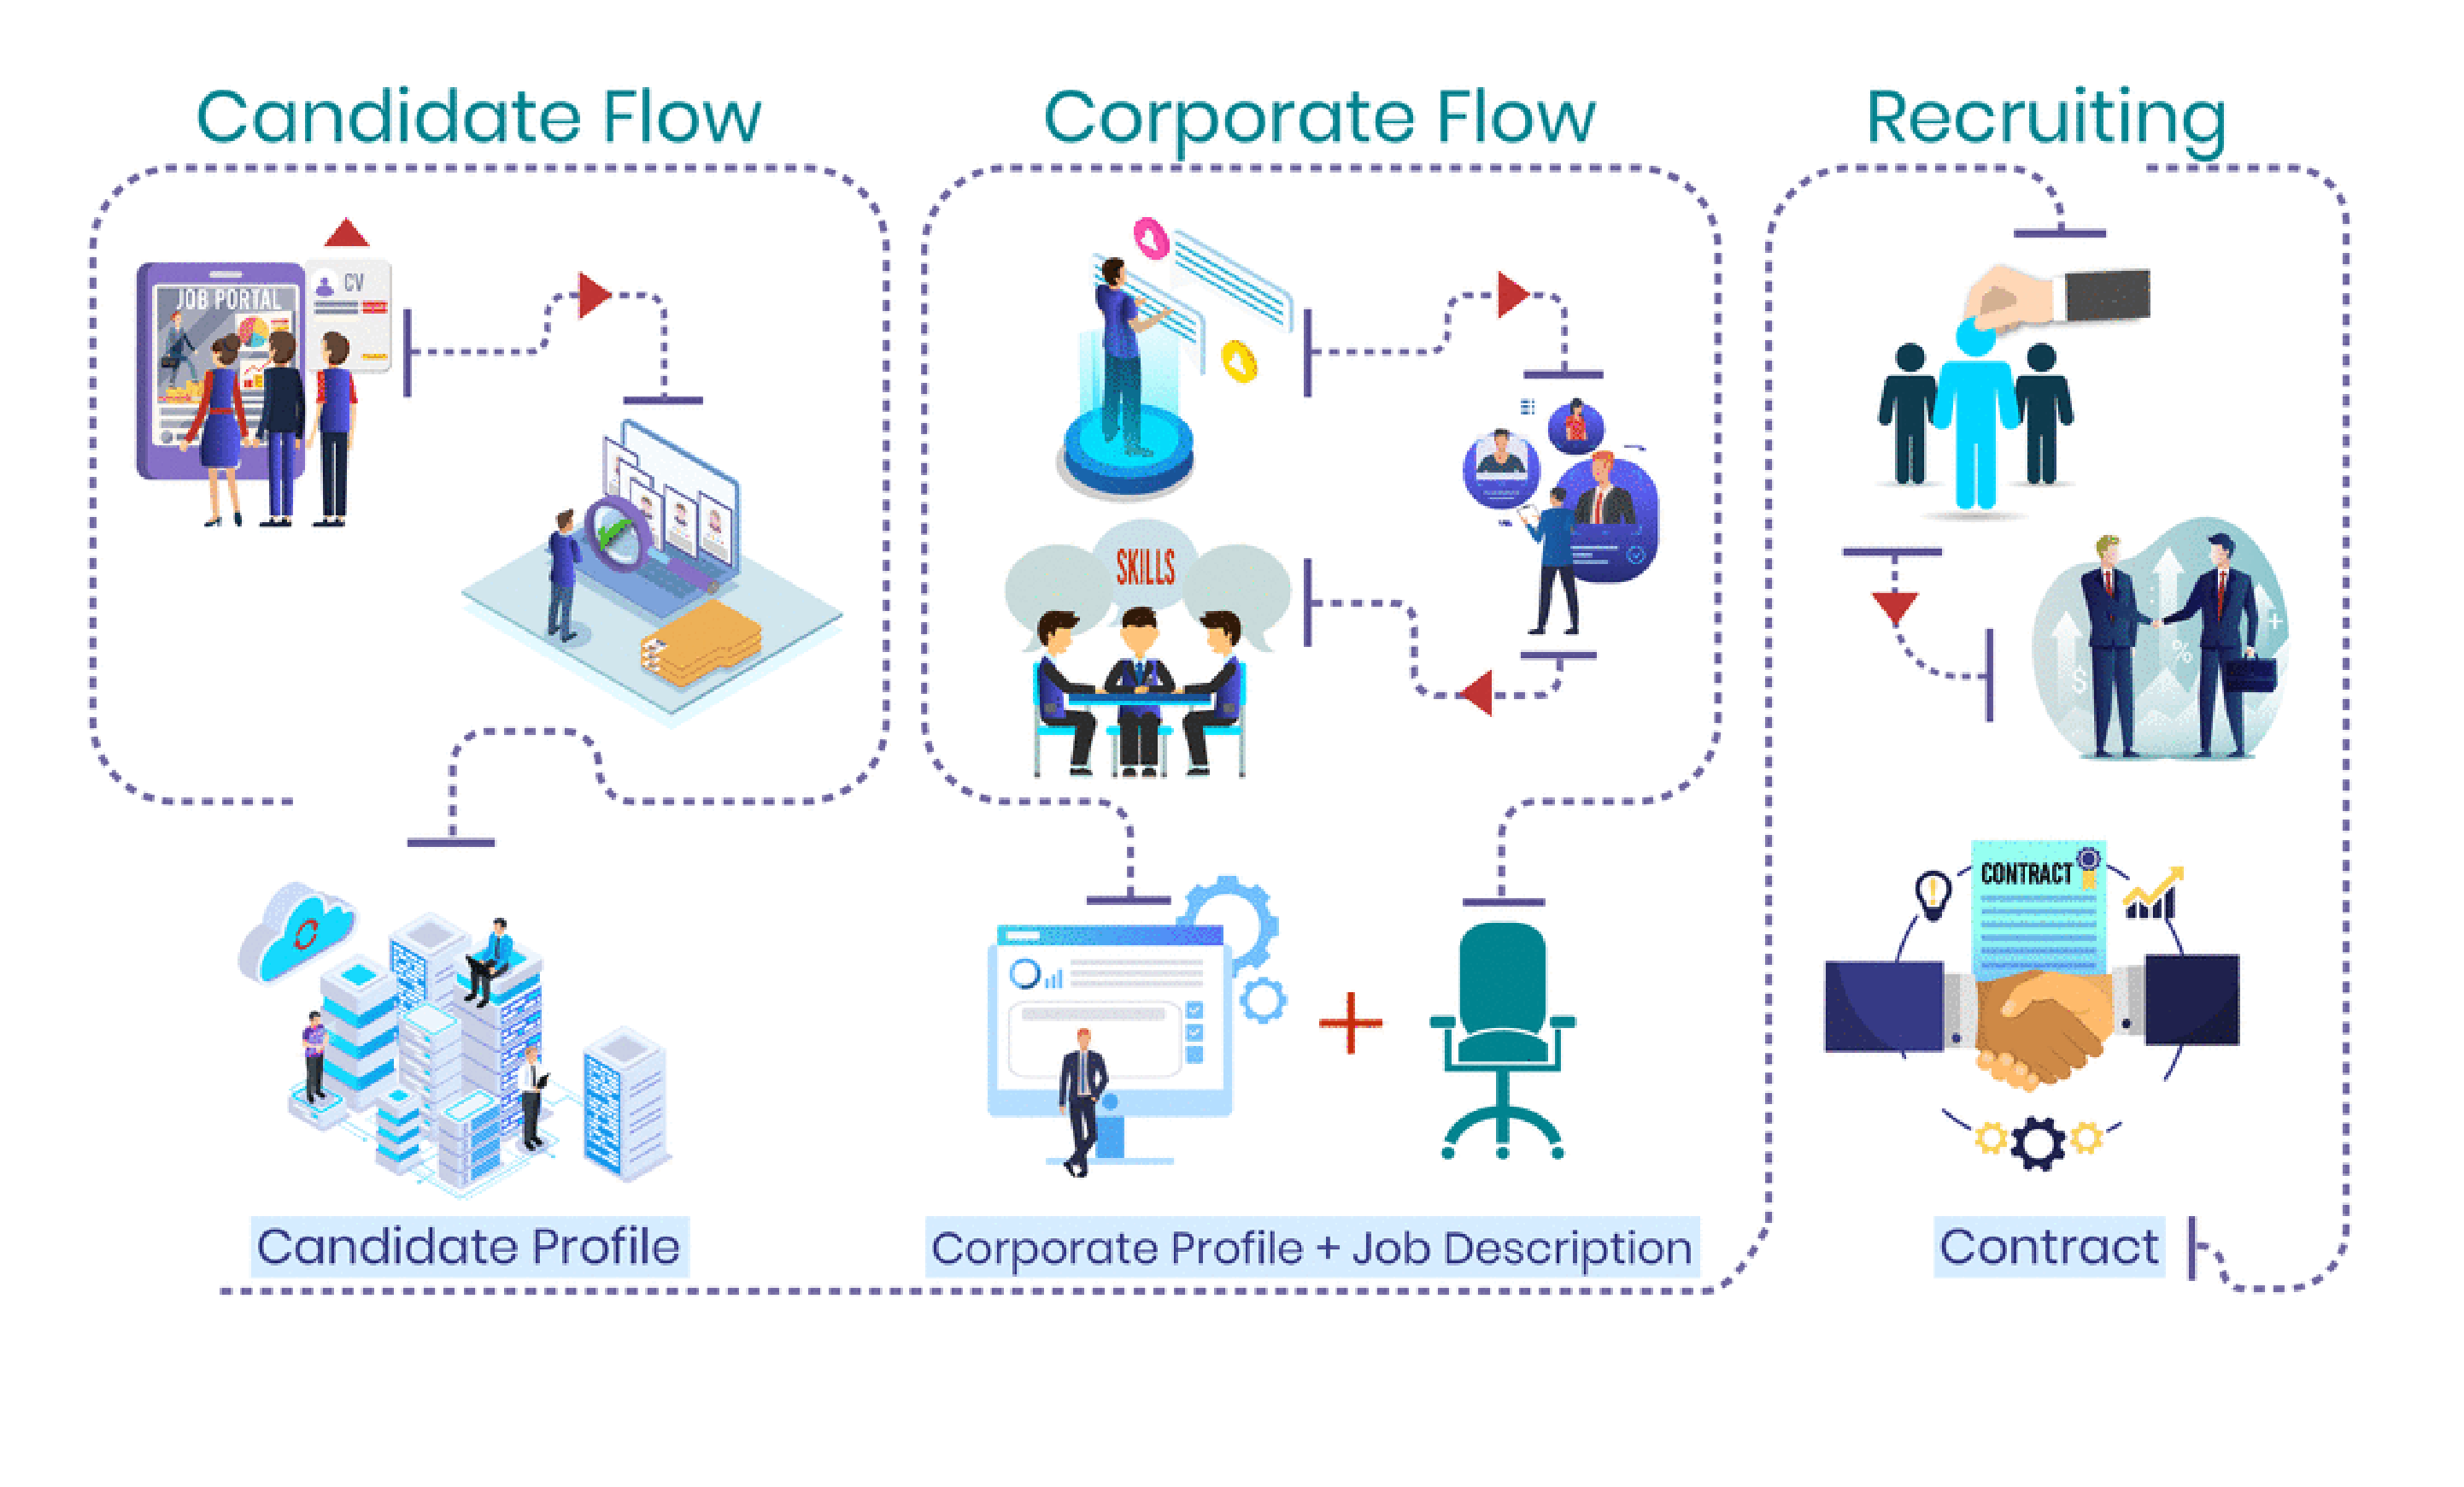 Candidate Flow
Corporate Flow
Recruiting
JOB PORTAL
CV
SKILLS
%
$
+
CONTRACT
Candidate Profile
Corporate Profile + Job Description
Contract